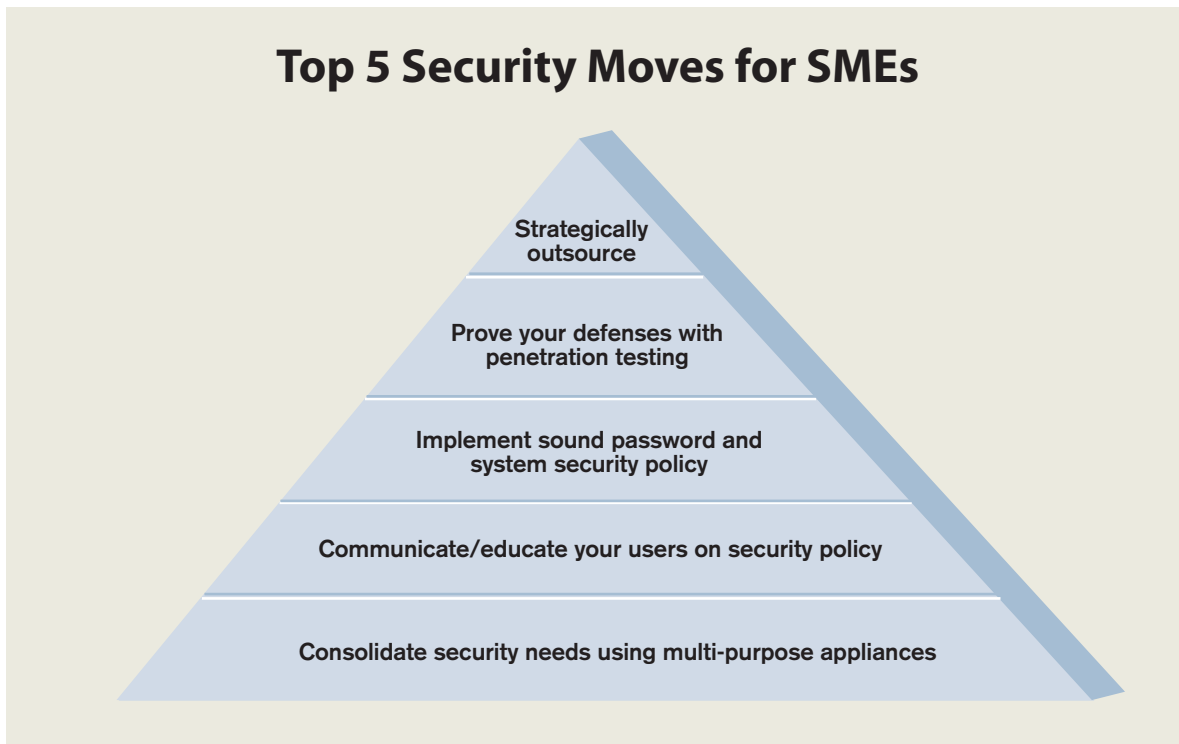 Top 5 Security Moves for SMEs
Strategically
outsource
Prove your defenses with
penetration testing
Implement sound password and
system security policy
Communicate/educate your users on security policy
Consolidate security needs using multi-purpose appliances